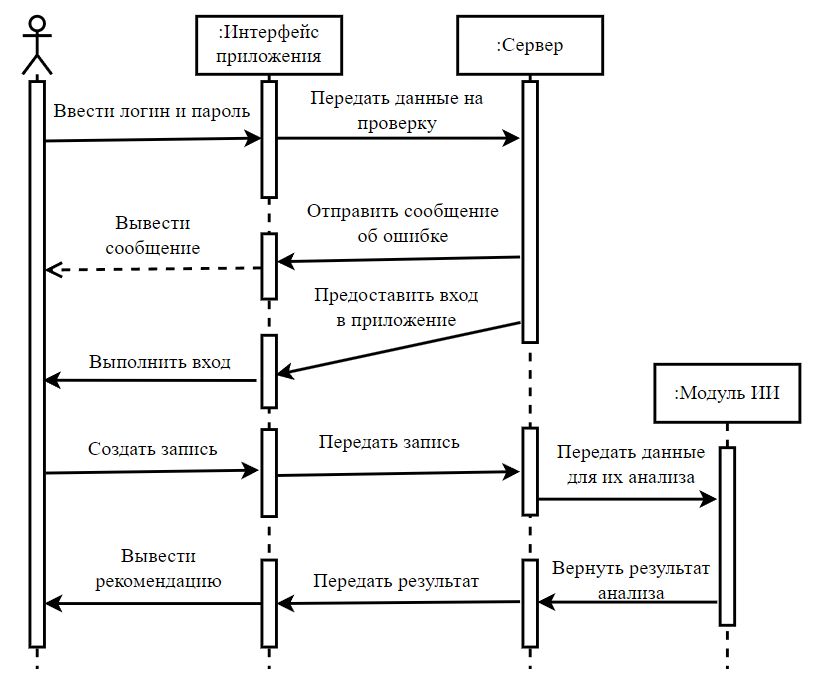 :Интерфейс
приложения
:Сервер
Ввести логин и пароль
Передать данные на
проверку
Отправить сообщение
об ошибке
Вывести
сообщение
Предоставить вход
в приложение
Выполнить вход
:Модуль ИИ
Создать запись
Передать запись
Передать данные
для их анализа
Вернуть результат
анализа
Передать результат
Вывести
рекомендацию